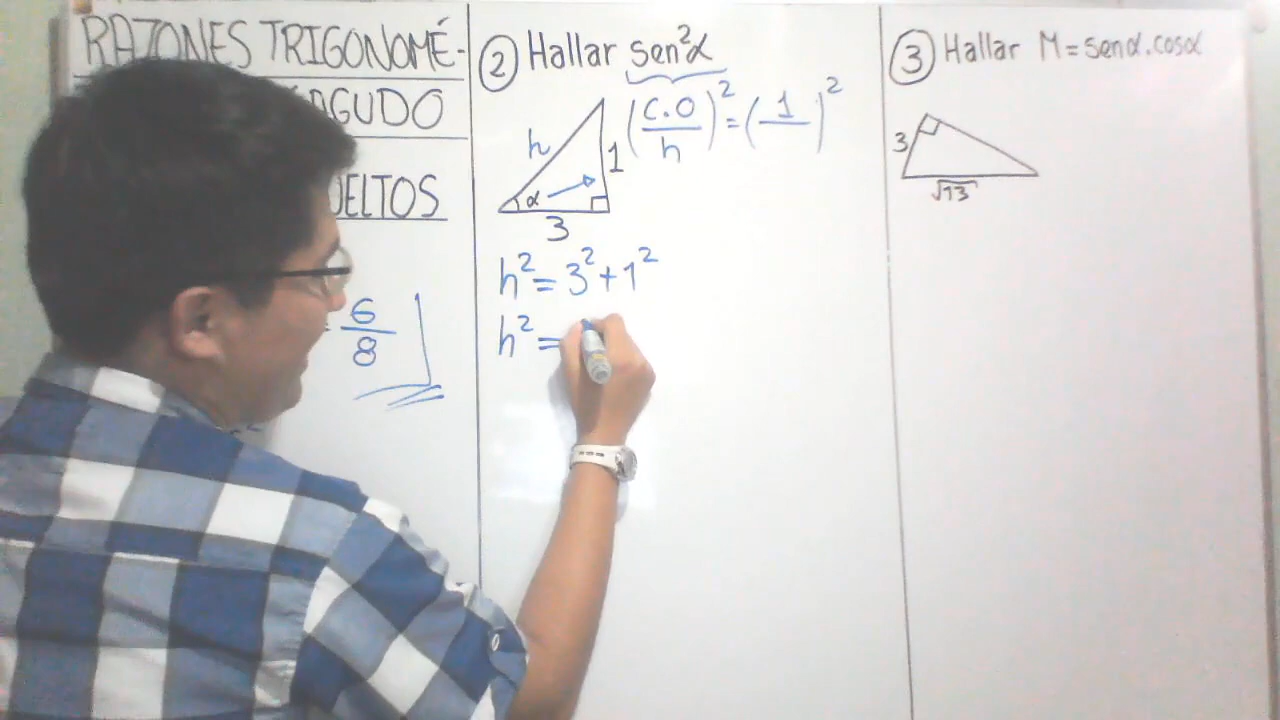 RAZONES TRIGONOMÉ-
AGUDO
UELTOS
= 6/8
② Hallar sen²α
(C.O/h)² = (1/ )²
h
1
α
3
h² = 3² + 1²
h² =
③ Hallar M = senα.cosα
3
√13